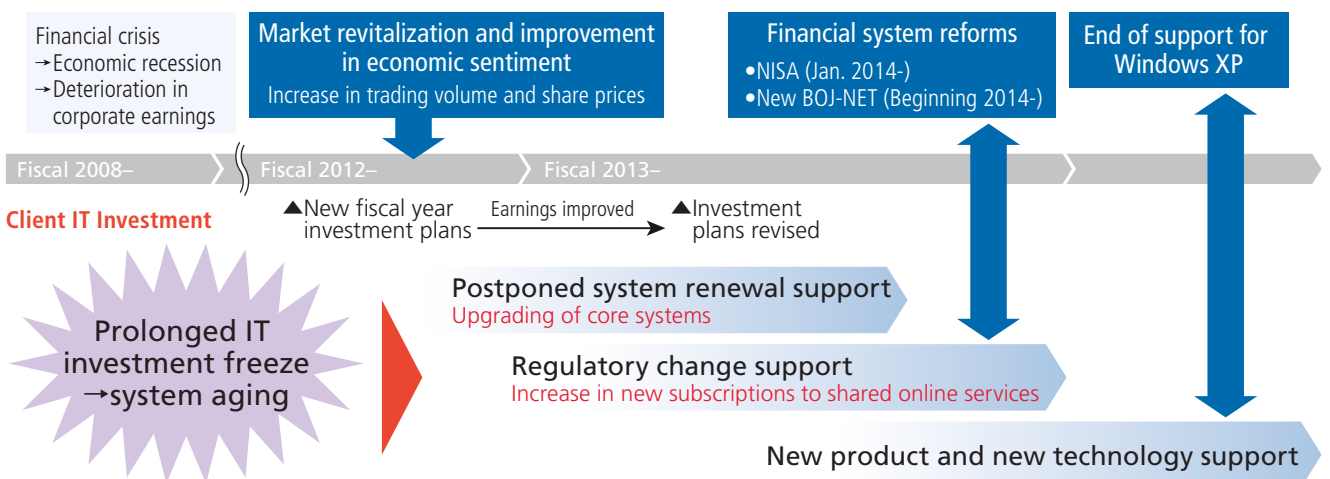 Financial crisis
→Economic recession
→Deterioration in
corporate earnings
Market revitalization and improvement
in economic sentiment
Increase in trading volume and share prices
Financial system reforms
•NISA (Jan. 2014-)
•New BOJ-NET (Beginning 2014-)
End of support for
Windows XP
Fiscal 2008–
Fiscal 2012–
Fiscal 2013–
Client IT Investment
▲New fiscal year
investment plans
Earnings improved
▲Investment
plans revised
Prolonged IT
investment freeze
→system aging
Postponed system renewal support
Upgrading of core systems
Regulatory change support
Increase in new subscriptions to shared online services
New product and new technology support